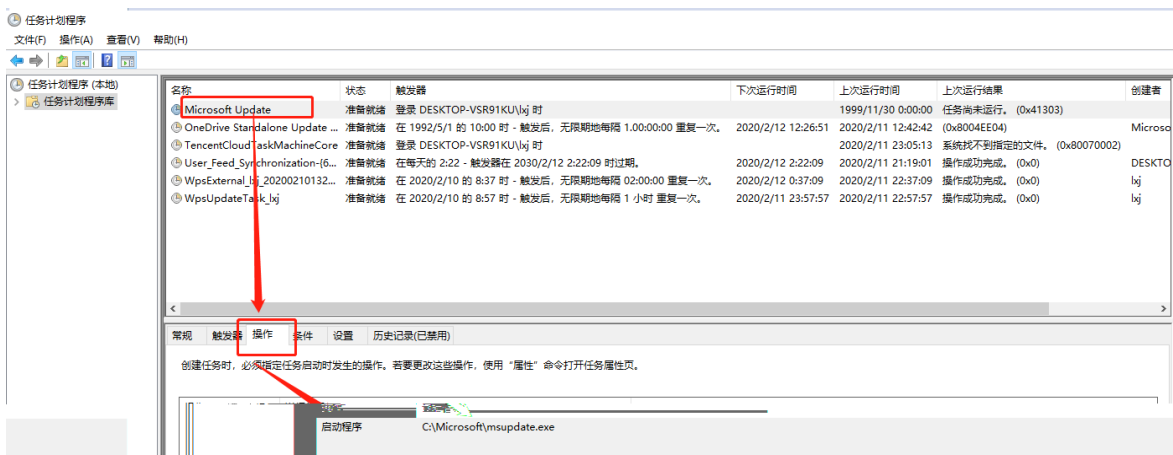 任务计划程序
文件(F) 操作(A) 查看(V) 帮助(H)
任务计划程序 (本地)
任务计划程序库
名称 状态 触发器 下次运行时间 上次运行时间 上次运行结果 创建者
Microsoft Update 准备就绪 登录 DESKTOP-VSR91KU\lxj 时 1999/11/30 0:00:00 任务尚未运行。 (0x41303)
OneDrive Standalone Update ... 准备就绪 在 1992/5/1 的 10:00 时 - 触发后，无限期地每隔 1.00:00:00 重复一次。 2020/2/12 12:26:51 2020/2/11 12:42:42 (0x8004EE04) Microso
TencentCloudTaskMachineCore 准备就绪 登录 DESKTOP-VSR91KU\lxj 时 2020/2/11 23:05:13 系统找不到指定的文件。 (0x80070002)
User_Feed_Synchronization-{6... 准备就绪 在每天的 2:22 - 触发器在 2030/2/12 2:22:09 时过期。 2020/2/12 2:22:09 2020/2/11 21:19:01 操作成功完成。 (0x0) DESKTO
WpsExternal_lxj_20200210132... 准备就绪 在 2020/2/10 的 8:37 时 - 触发后，无限期地每隔 02:00:00 重复一次。 2020/2/12 0:37:09 2020/2/11 22:37:09 操作成功完成。 (0x0) lxj
WpsUpdateTask_lxj 准备就绪 在 2020/2/10 的 8:57 时 - 触发后，无限期地每隔 1 小时 重复一次。 2020/2/11 23:57:57 2020/2/11 22:57:57 操作成功完成。 (0x0) lxj
常规 触发器 操作 条件 设置 历史记录(已禁用)
创建任务时，必须指定任务启动时发生的操作。若要更改这些操作，使用“属性”命令打开任务属性页。
启动程序 C:\Microsoft\msupdate.exe